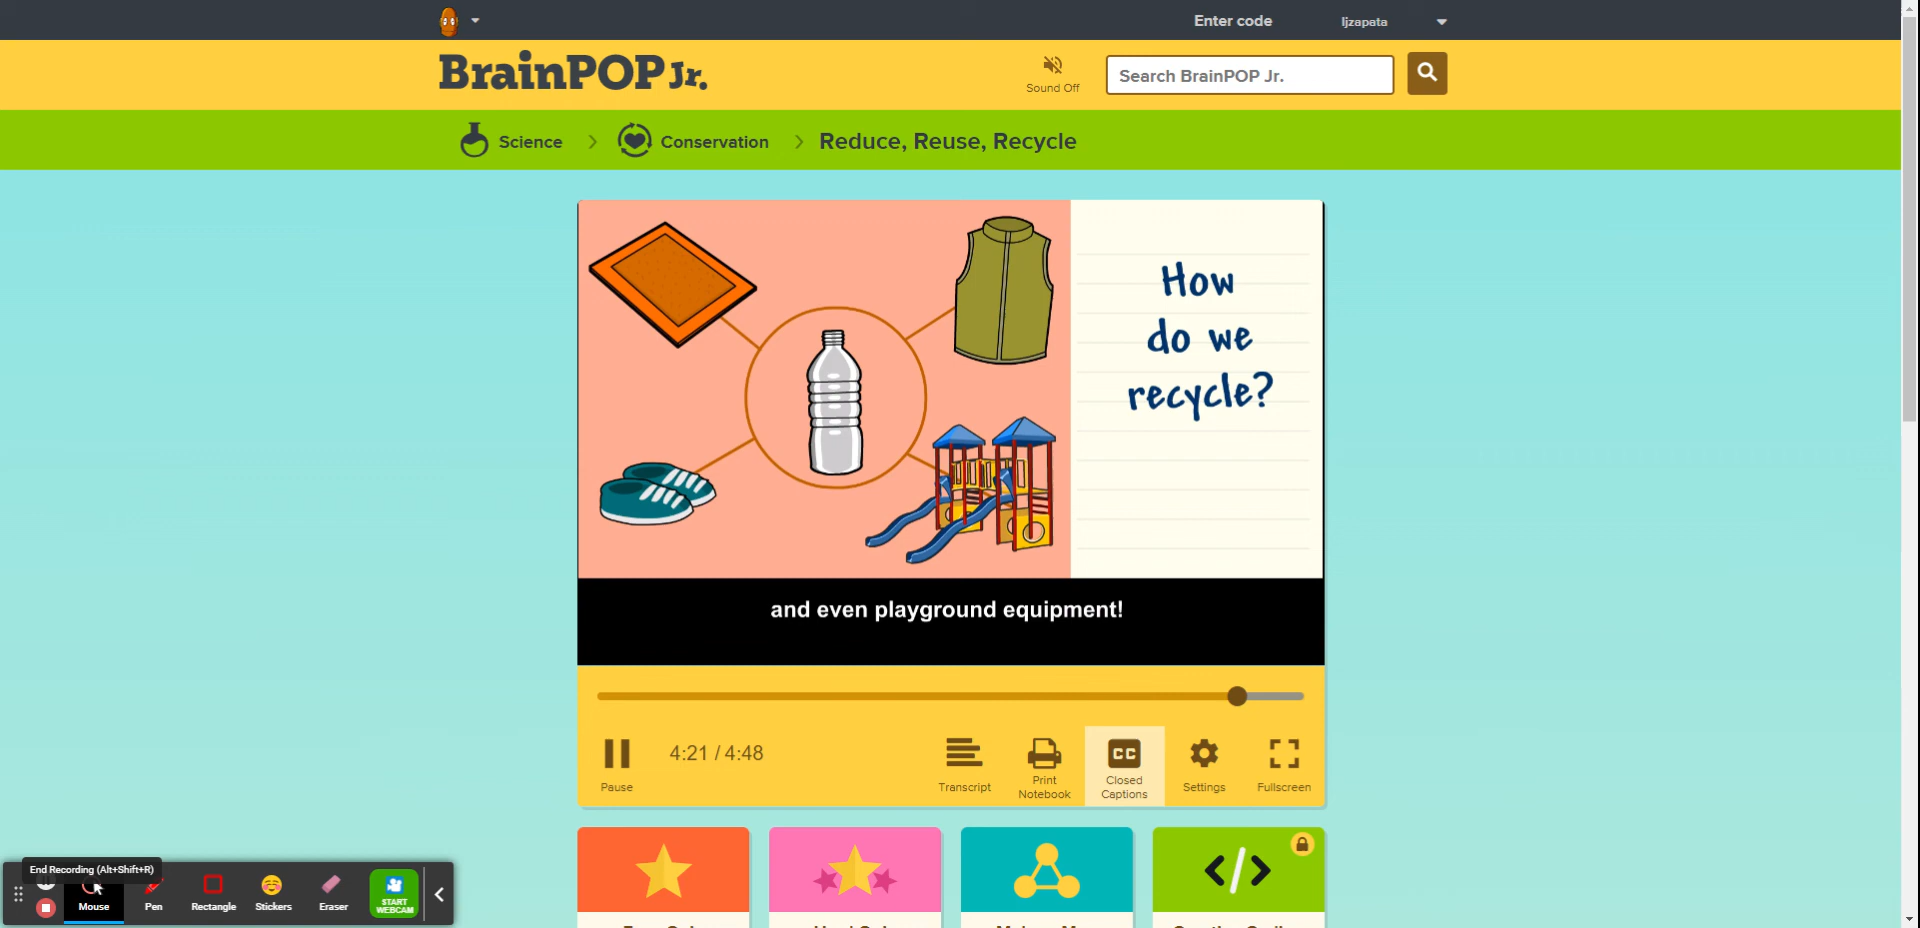 Enter code
ljzapata
BrainPOP Jr.
Sound Off
Search BrainPOP Jr.
Science
Conservation
Reduce, Reuse, Recycle
How
do we
recycle?
and even playground equipment!
4:21 / 4:48
Pause
Transcript
Print
Notebook
CC
Closed
Captions
Settings
Fullscreen
End Recording (Alt+Shift+R)
Mouse
Pen
Rectangle
Stickers
Eraser
START
WEBCAM